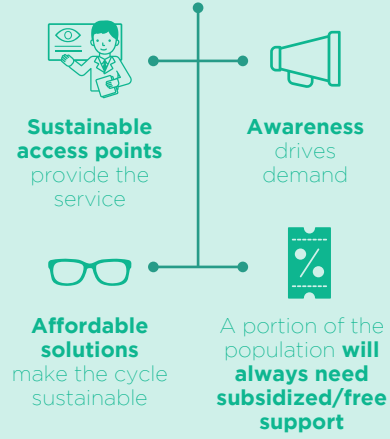 Sustainable
access points
provide the
service
Awareness
drives
demand
Affordable
solutions
make the cycle
sustainable
%
A portion of the
population will
always need
subsidized/free
support